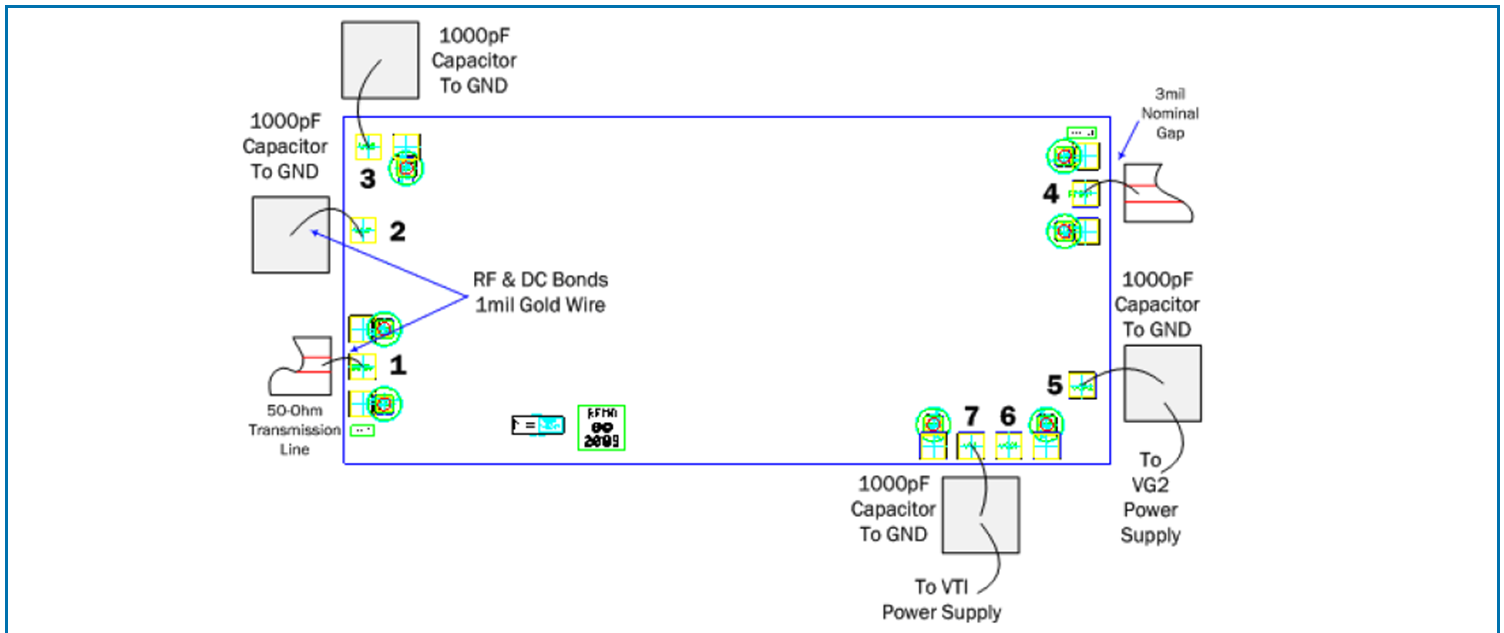 1000pF
Capacitor
To GND
1000pF
Capacitor
To GND
3
2
RF & DC Bonds
1mil Gold Wire
1
50-Ohm
Transmission
Line
RFMD
2009
3mil
Nominal
Gap
4
1000pF
Capacitor
To GND
5
7 6
1000pF
Capacitor
To GND
To
VG2
Power
Supply
To VTI
Power Supply